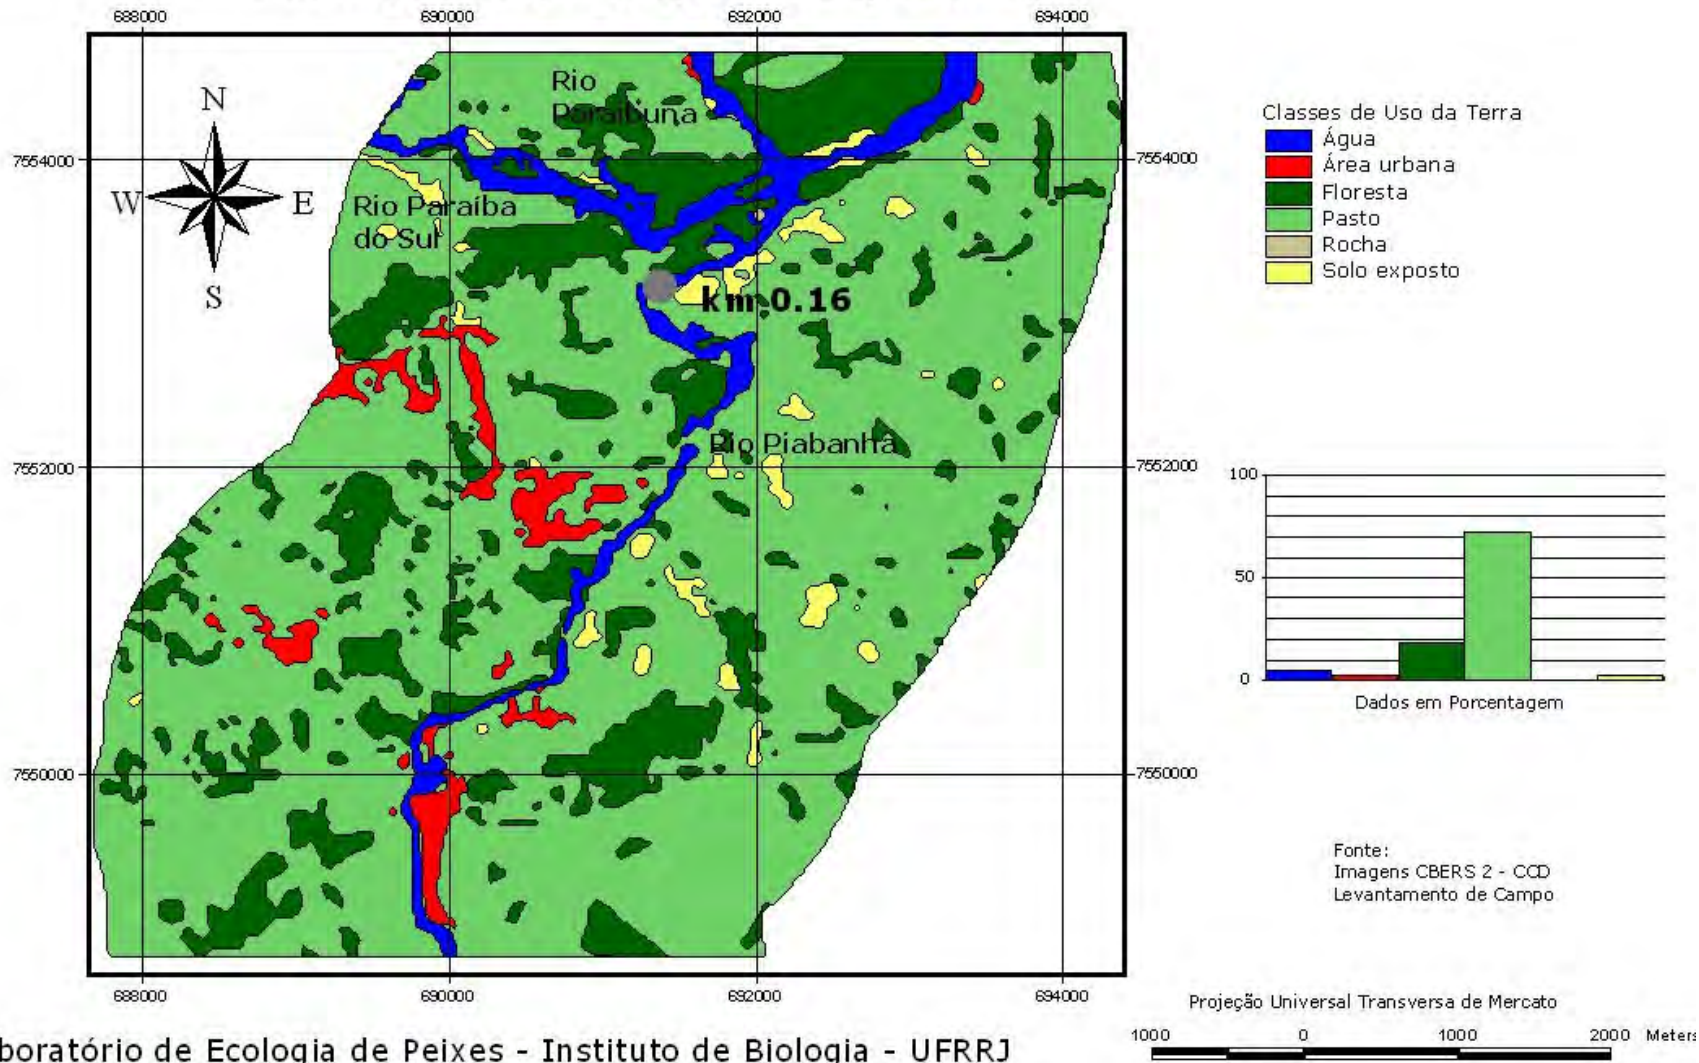 688000 690000 692000 694000
N
W E
S
7554000 7554000
7552000 7552000
7550000 7550000
Rio
Paraibuna
Rio Paraíba
do Sul
km 0.16
Rio Piabanha
688000 690000 692000 694000
Classes de Uso da Terra
Água
Área urbana
Floresta
Pasto
Rocha
Solo exposto
100
50
0
Dados em Porcentagem
Fonte:
Imagens CBERS 2 - CCD
Levantamento de Campo
Projeção Universal Transversa de Mercato
1000 0 1000 2000 Meters
boratório de Ecologia de Peixes - Instituto de Biologia - UFRRJ